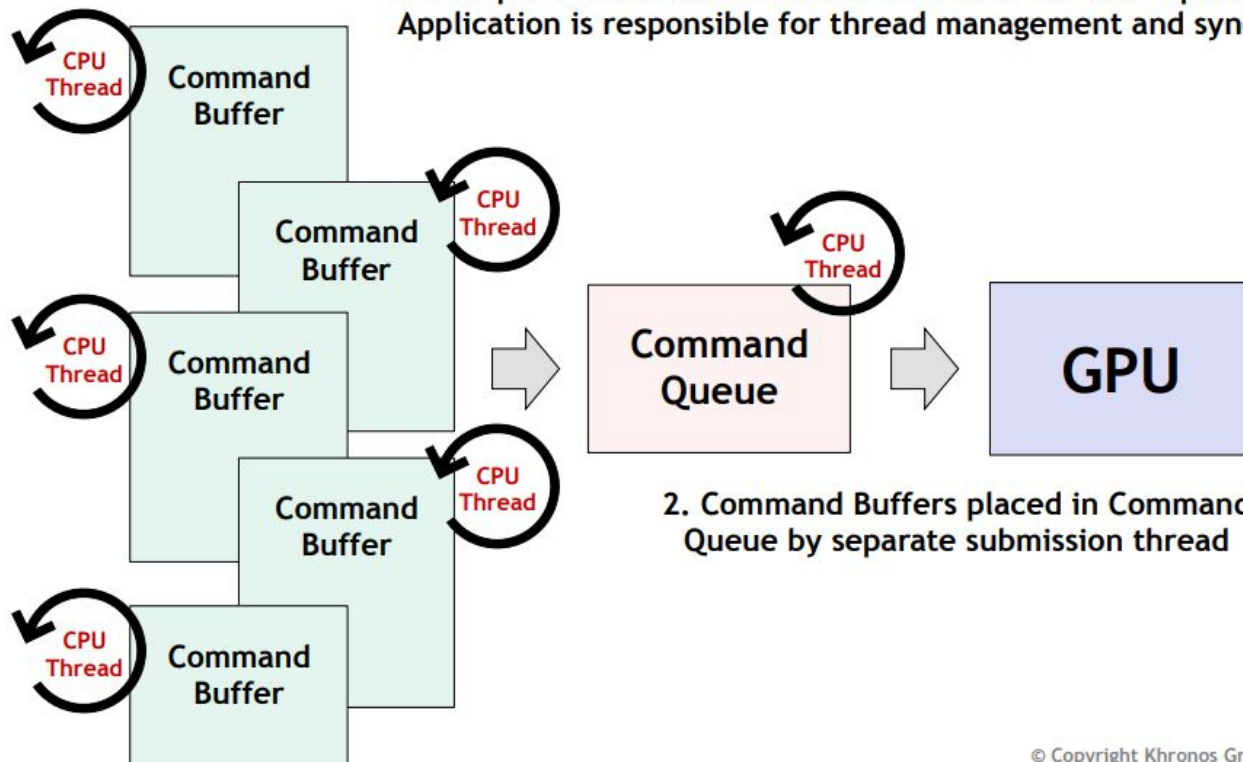 Application is responsible for thread management and sync
CPU
Thread
Command
Buffer
CPU
Thread
Command
Buffer
CPU
Thread
CPU
Thread
Command
Buffer
Command
Queue
GPU
CPU
Thread
Command
Buffer
2. Command Buffers placed in Command
Queue by separate submission thread
CPU
Thread
Command
Buffer
© Copyright Khronos Gr